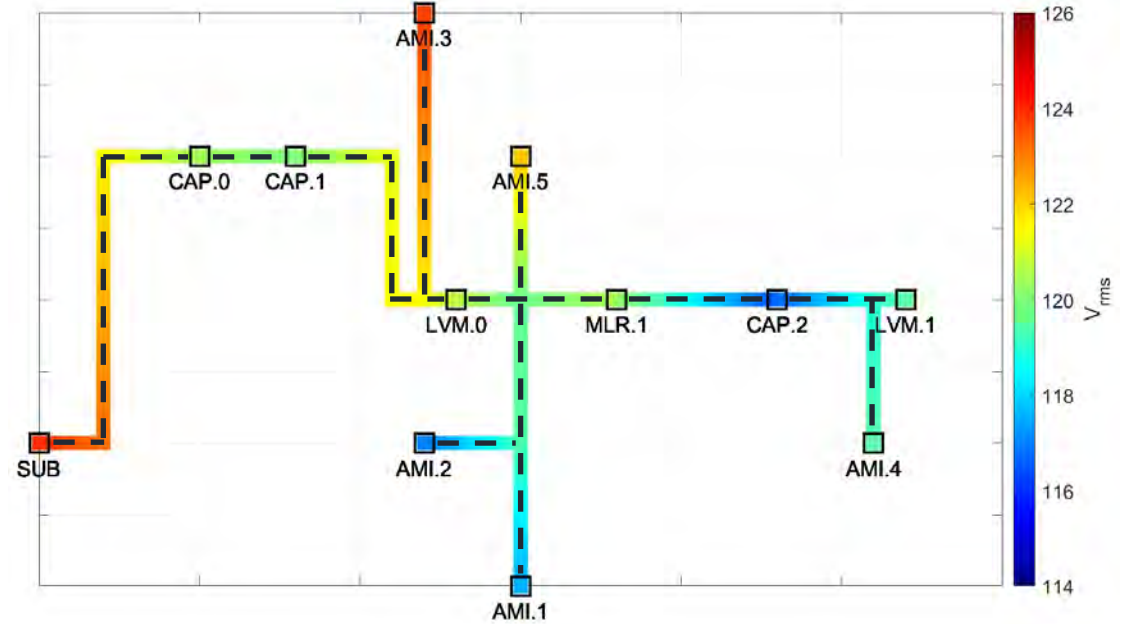 AMI.3
CAP.0
CAP.1
AMI.5
LVM.0
MLR.1
CAP.2
LVM.1
SUB
AMI.2
AMI.4
AMI.1
126
124
122
120
118
116
114
Vrms